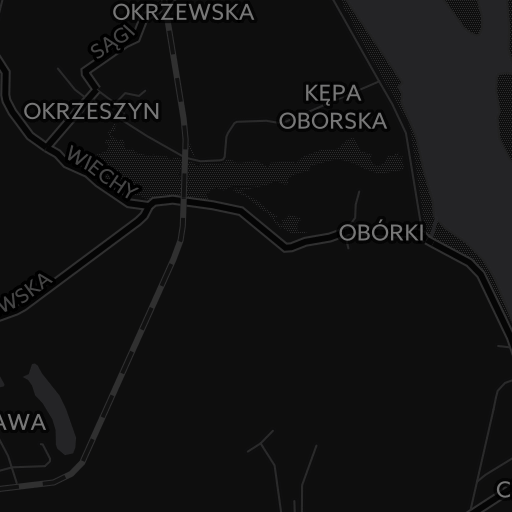 OKRZEWSKA
SĄGI
OKRZESZYN
KĘPA
OBORSKA
WIECHY
OBÓRKI
WSKA
AWA
C